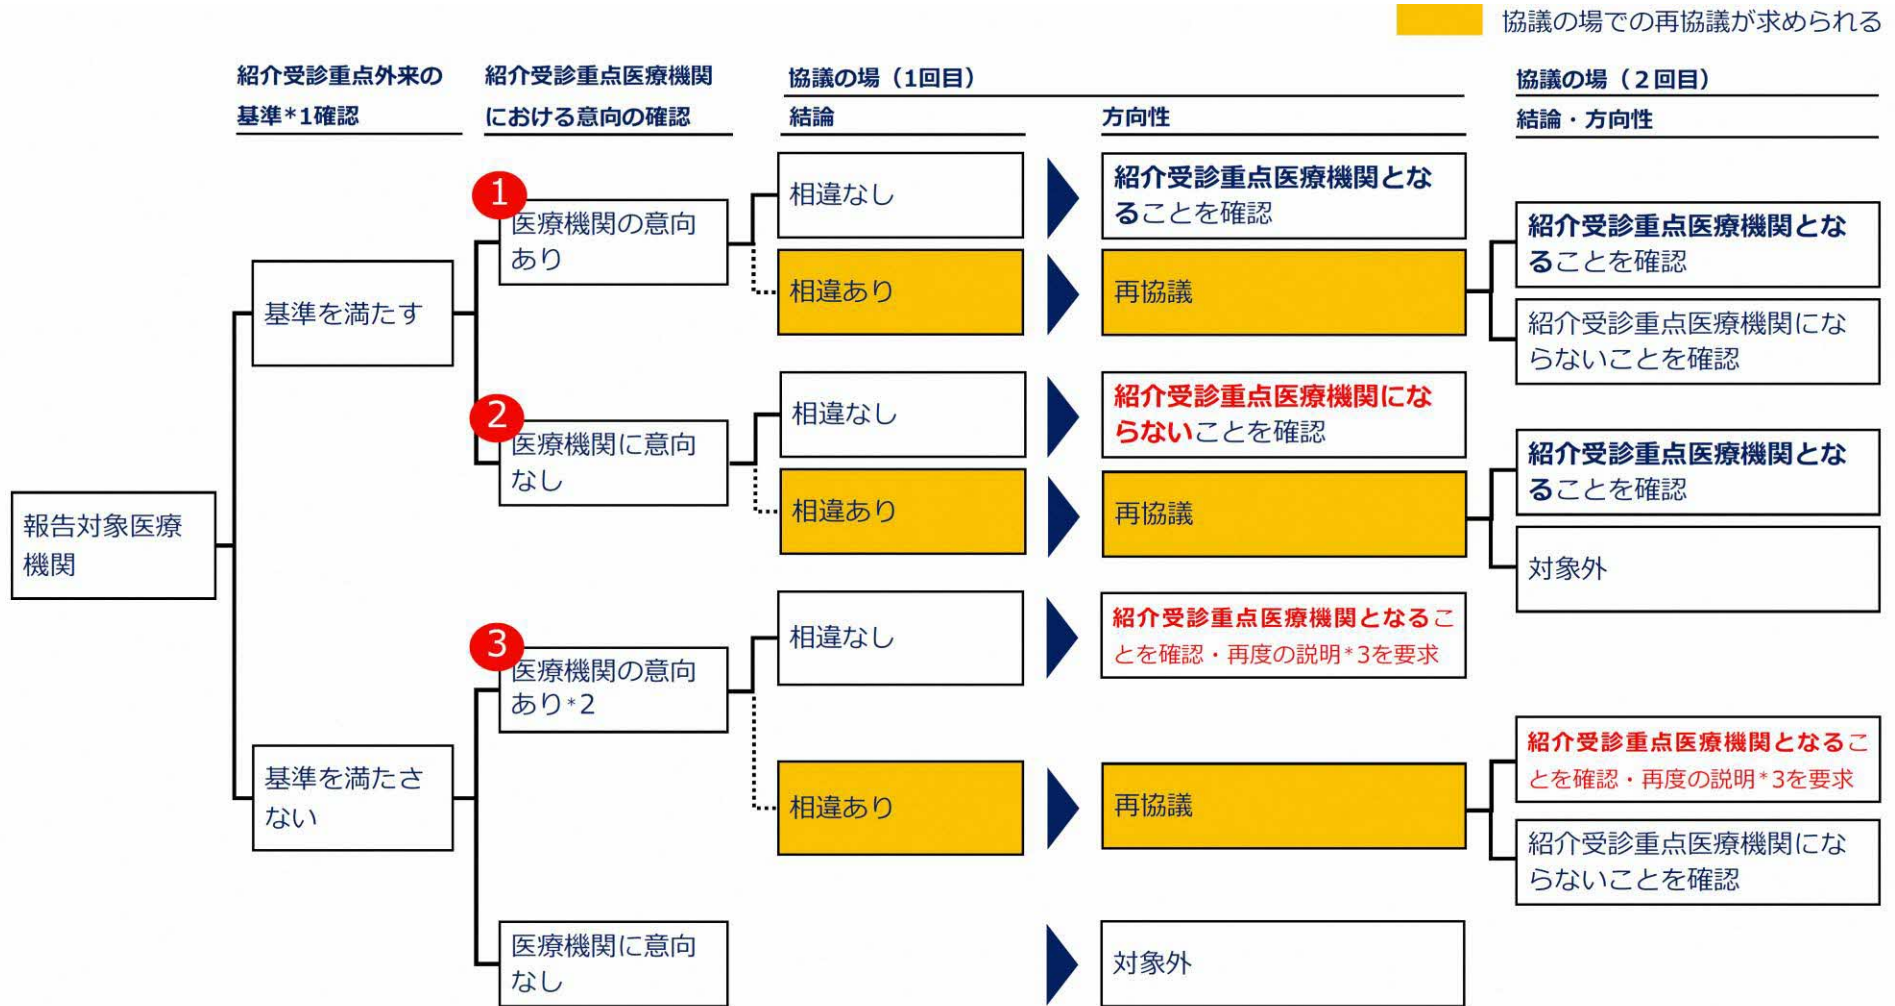 協議の場での再協議が求められる
紹介受診重点外来の
基準*1確認
紹介受診重点医療機関
における意向の確認
協議の場（1回目）
結論
方向性
協議の場（２回目）
結論・方向性
報告対象医療
機関
基準を満たす
1
医療機関の意向
あり
相違なし
紹介受診重点医療機関とな
ることを確認
相違あり
再協議
紹介受診重点医療機関とな
ることを確認
紹介受診重点医療機関にな
らないことを確認
2
医療機関に意向
なし
相違なし
紹介受診重点医療機関にな
らないことを確認
相違あり
再協議
紹介受診重点医療機関とな
ることを確認
対象外
基準を満たさ
ない
3
医療機関の意向
あり*2
相違なし
紹介受診重点医療機関となるこ
とを確認・再度の説明*3を要求
相違あり
再協議
紹介受診重点医療機関となるこ
とを確認・再度の説明*3を要求
紹介受診重点医療機関にな
らないことを確認
医療機関に意向
なし
対象外